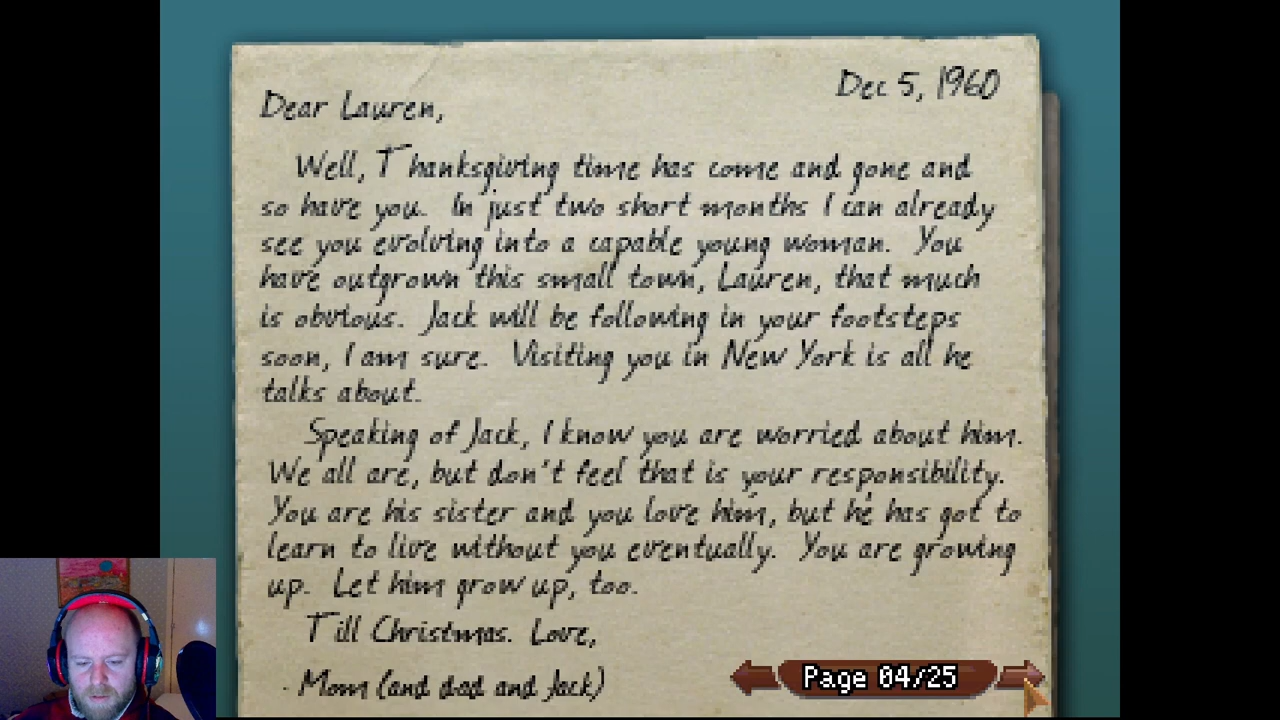 Dec 5, 1960
Dear Lauren,
Well, Thanksgiving time has come and gone and
so have you. In just two short months I can already
see you evolving into a capable young woman. You
have outgrown this small town, Lauren, that much
is obvious. Jack will be following in your footsteps
soon, I am sure. Visiting you in New York is all he
talks about.
Speaking of Jack, I know you are worried about him.
We all are, but don't feel that is your responsibility.
You are his sister and you love him, but he has got to
learn to live without you eventually. You are growing
up. Let him grow up, too.
Till Christmas. Love,
- Mom (and dad and Jack)
Page 04/25